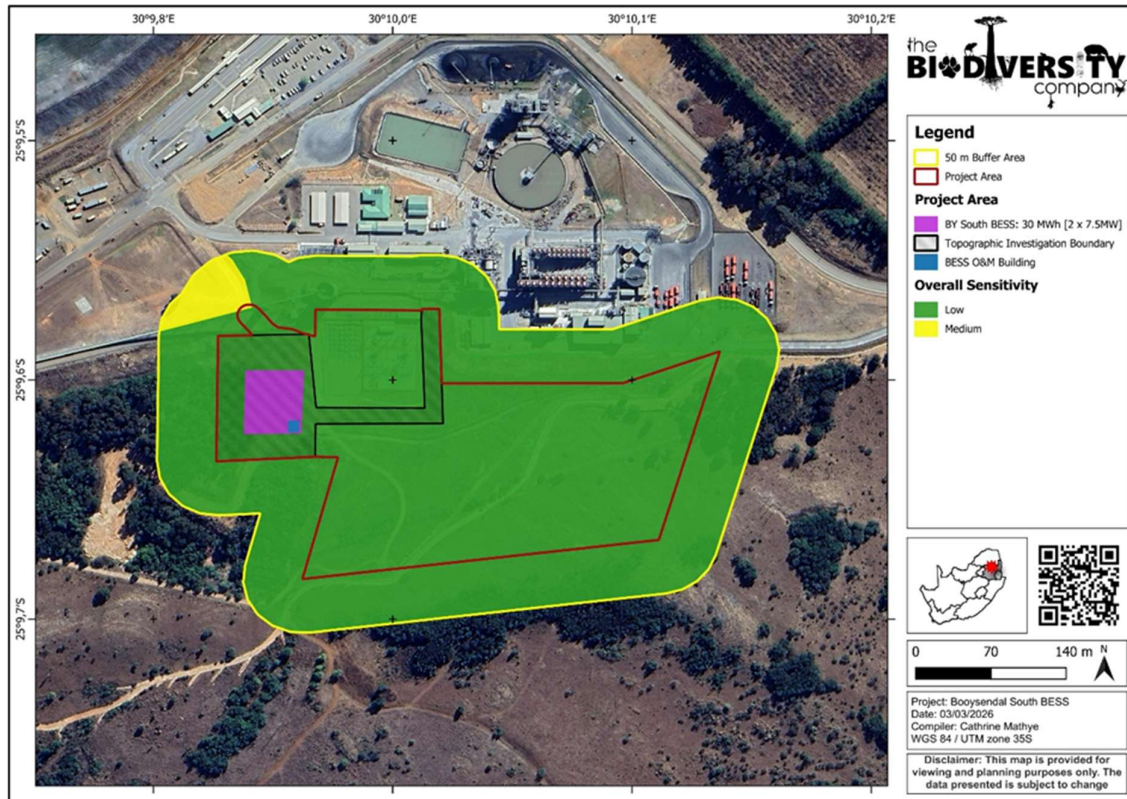 30°9,8'E 30°10,0'E 30°10,1'E 30°10,2'E
25°9,5'S
25°9,6'S
25°9,7'S
the
BIODIVERSITY
company
Legend
50 m Buffer Area
Project Area
Project Area
BY South BESS: 30 MWh [2 x 7.5MW]
Topographic Investigation Boundary
BESS O&M Building
Overall Sensitivity
Low
Medium
0 70 140 m N
Project: Booysendal South BESS
Date: 03/03/2026
Compiler: Cathrine Mathye
WGS 84 / UTM zone 35S
Disclaimer: This map is provided for
viewing and planning purposes only. The
data presented is subject to change